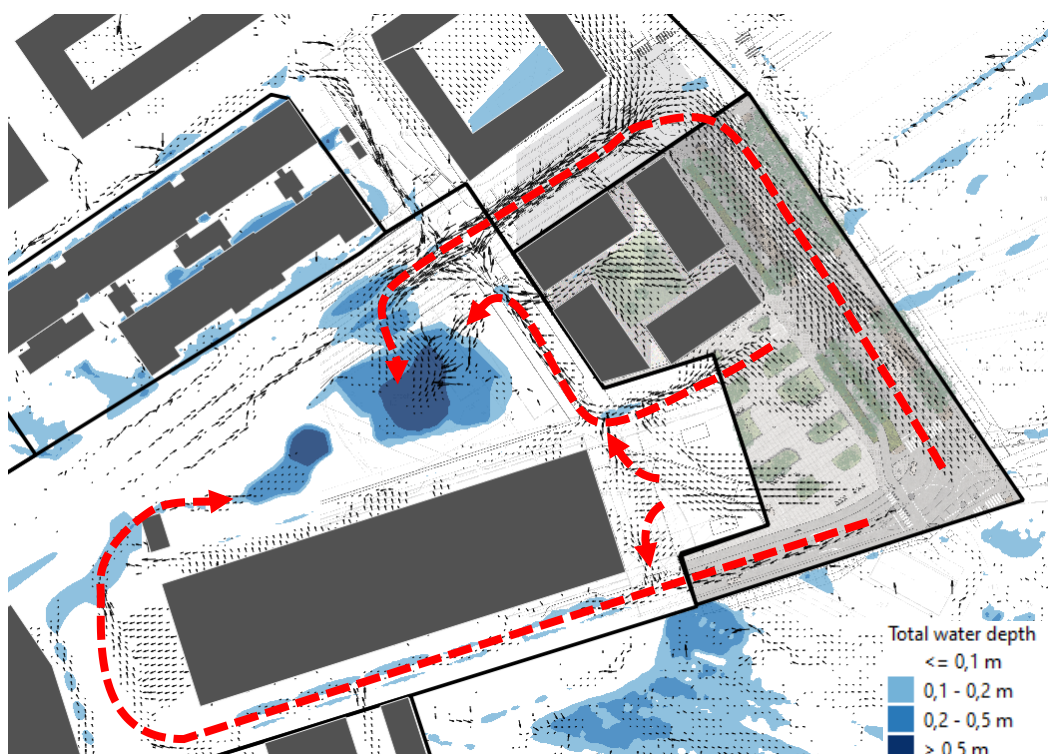 Total water depth
<= 0,1 m
0,1 - 0,2 m
0,2 - 0,5 m
> 0,5 m